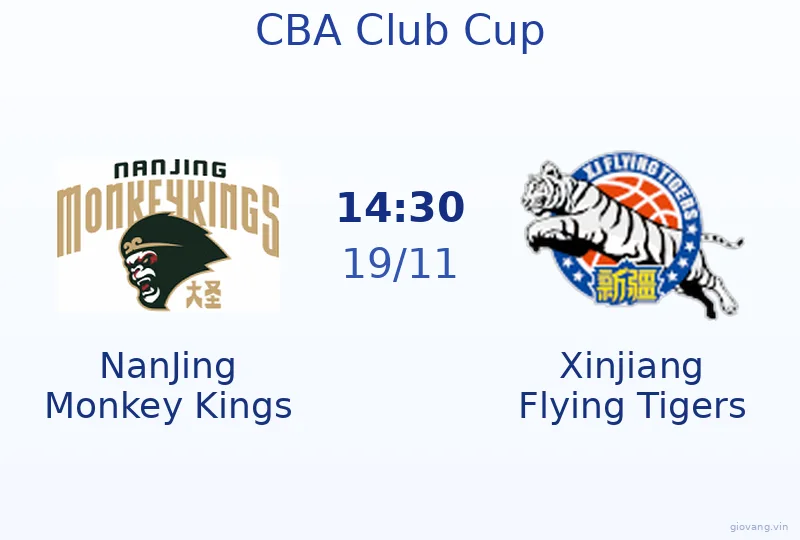 CBA Club Cup
NANJING
MONKEYKINGS
大圣
XJ FLYING TIGERS
新疆
14:30
19/11
NanJing
Monkey Kings
Xinjiang
Flying Tigers
giovang.vin